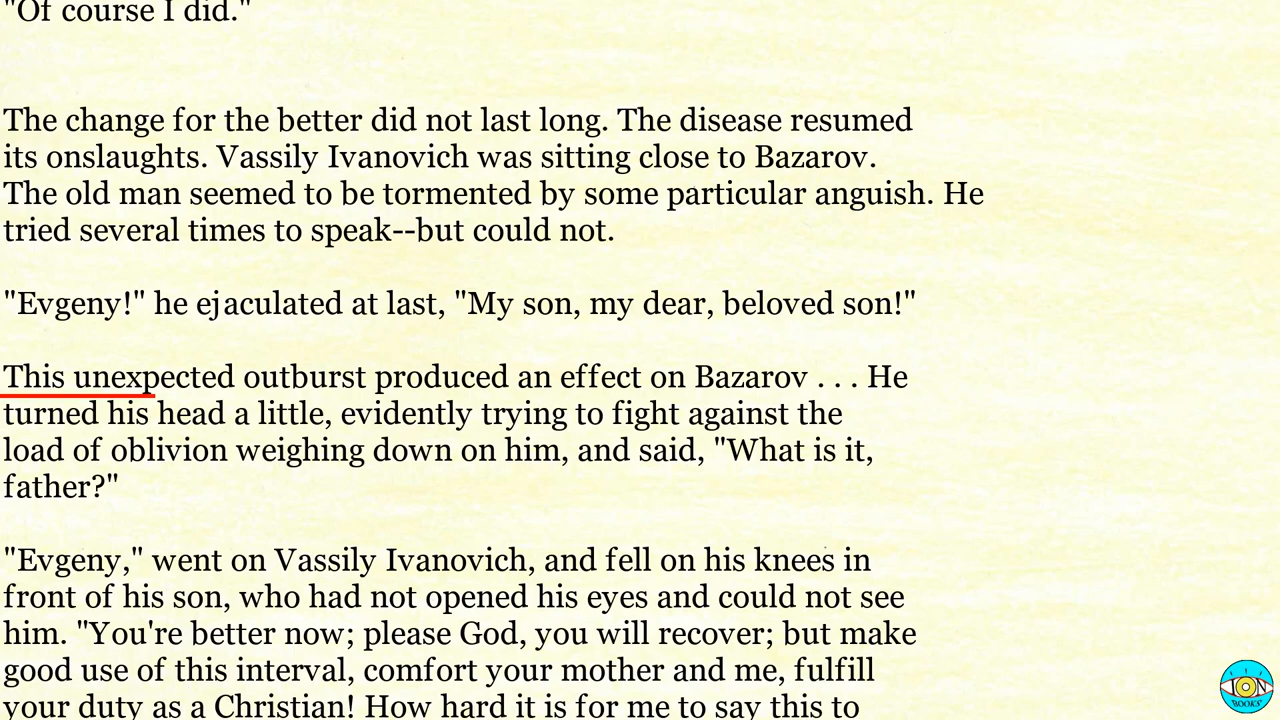 "Of course I did."
The change for the better did not last long. The disease resumed
its onslaughts. Vassily Ivanovich was sitting close to Bazarov.
The old man seemed to be tormented by some particular anguish. He
tried several times to speak--but could not.
"Evgeny!" he ejaculated at last, "My son, my dear, beloved son!"
This unexpected outburst produced an effect on Bazarov . . . He
turned his head a little, evidently trying to fight against the
load of oblivion weighing down on him, and said, "What is it,
father?"
"Evgeny," went on Vassily Ivanovich, and fell on his knees in
front of his son, who had not opened his eyes and could not see
him. "You're better now; please God, you will recover; but make
good use of this interval, comfort your mother and me, fulfill
your duty as a Christian! How hard it is for me to say this to
ION
BOOKS